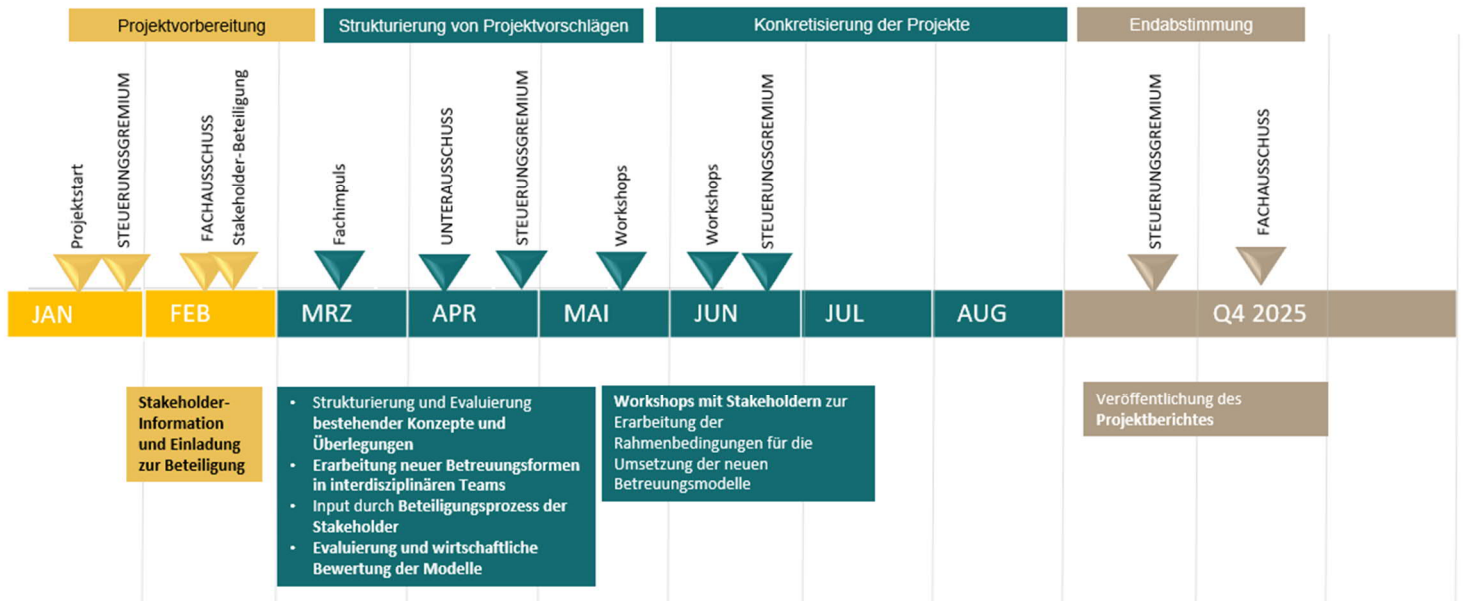 Projektvorbereitung
Strukturierung von Projektvorschlägen
Konkretisierung der Projekte
Endabstimmung
Projektstart
STEUERUNGSGREMIUM
FACHAUSSCHUSS
Stakeholder-Beteiligung
Fachimpuls
UNTERAUSSCHUSS
STEUERUNGSGREMIUM
Workshops
Workshops
STEUERUNGSGREMIUM
STEUERUNGSGREMIUM
FACHAUSSCHUSS
JAN
FEB
MRZ
APR
MAI
JUN
JUL
AUG
Q4 2025
Stakeholder-
Information
und Einladung
zur Beteiligung
• Strukturierung und Evaluierung
bestehender Konzepte und
Überlegungen
• Erarbeitung neuer Betreuungsformen
in interdisziplinären Teams
• Input durch Beteiligungsprozess der
Stakeholder
• Evaluierung und wirtschaftliche
Bewertung der Modelle
Workshops mit Stakeholdern zur
Erarbeitung der
Rahmenbedingungen für die
Umsetzung der neuen
Betreuungsmodelle
Veröffentlichung des
Projektberichtes